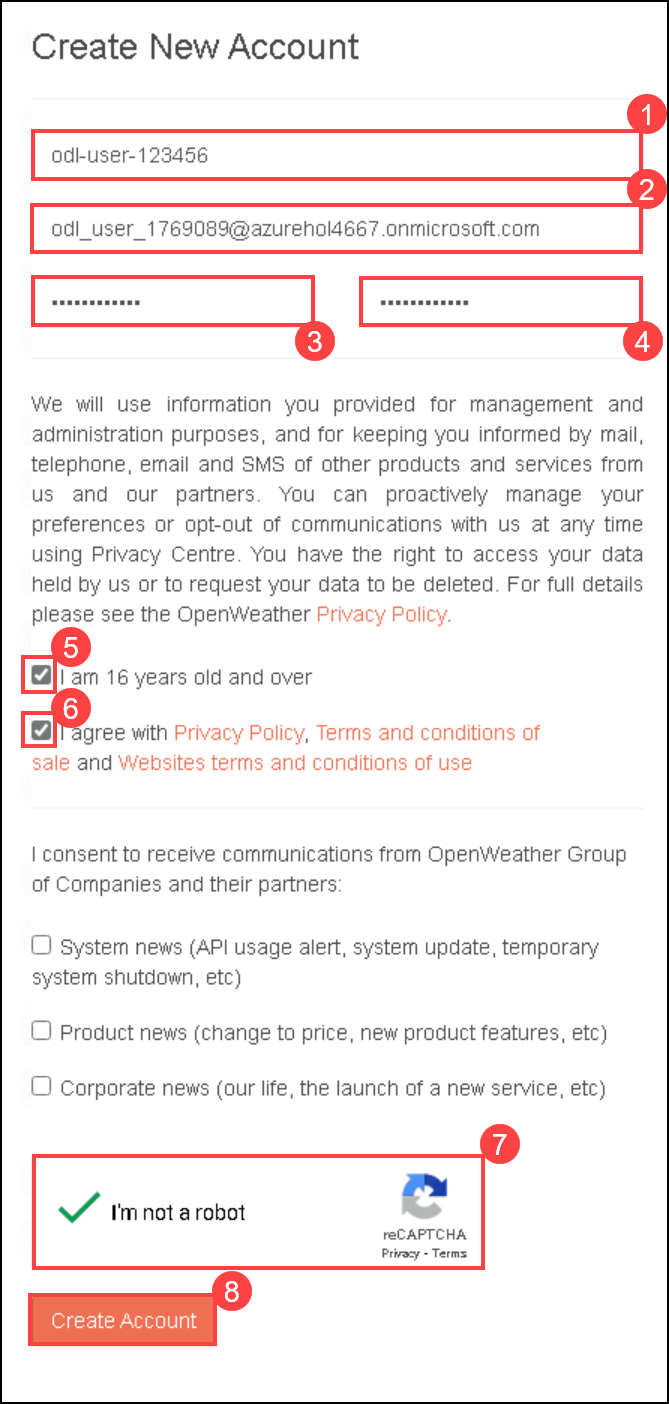 Create New Account
1
odl-user-123456
2
odl_user_1769089@azurehol4667.onmicrosoft.com
••••••••••••
••••••••••••
3
4
We will use information you provided for management and
administration purposes, and for keeping you informed by mail,
telephone, email and SMS of other products and services from
us and our partners. You can proactively manage your
preferences or opt-out of communications with us at any time
using Privacy Centre. You have the right to access your data
held by us or to request your data to be deleted. For full details
please see the OpenWeather Privacy Policy.
5
I am 16 years old and over
6
I agree with Privacy Policy, Terms and conditions of
sale and Websites terms and conditions of use
I consent to receive communications from OpenWeather Group
of Companies and their partners:
System news (API usage alert, system update, temporary
system shutdown, etc)
Product news (change to price, new product features, etc)
Corporate news (our life, the launch of a new service, etc)
7
I'm not a robot
reCAPTCHA
Privacy - Terms
8
Create Account